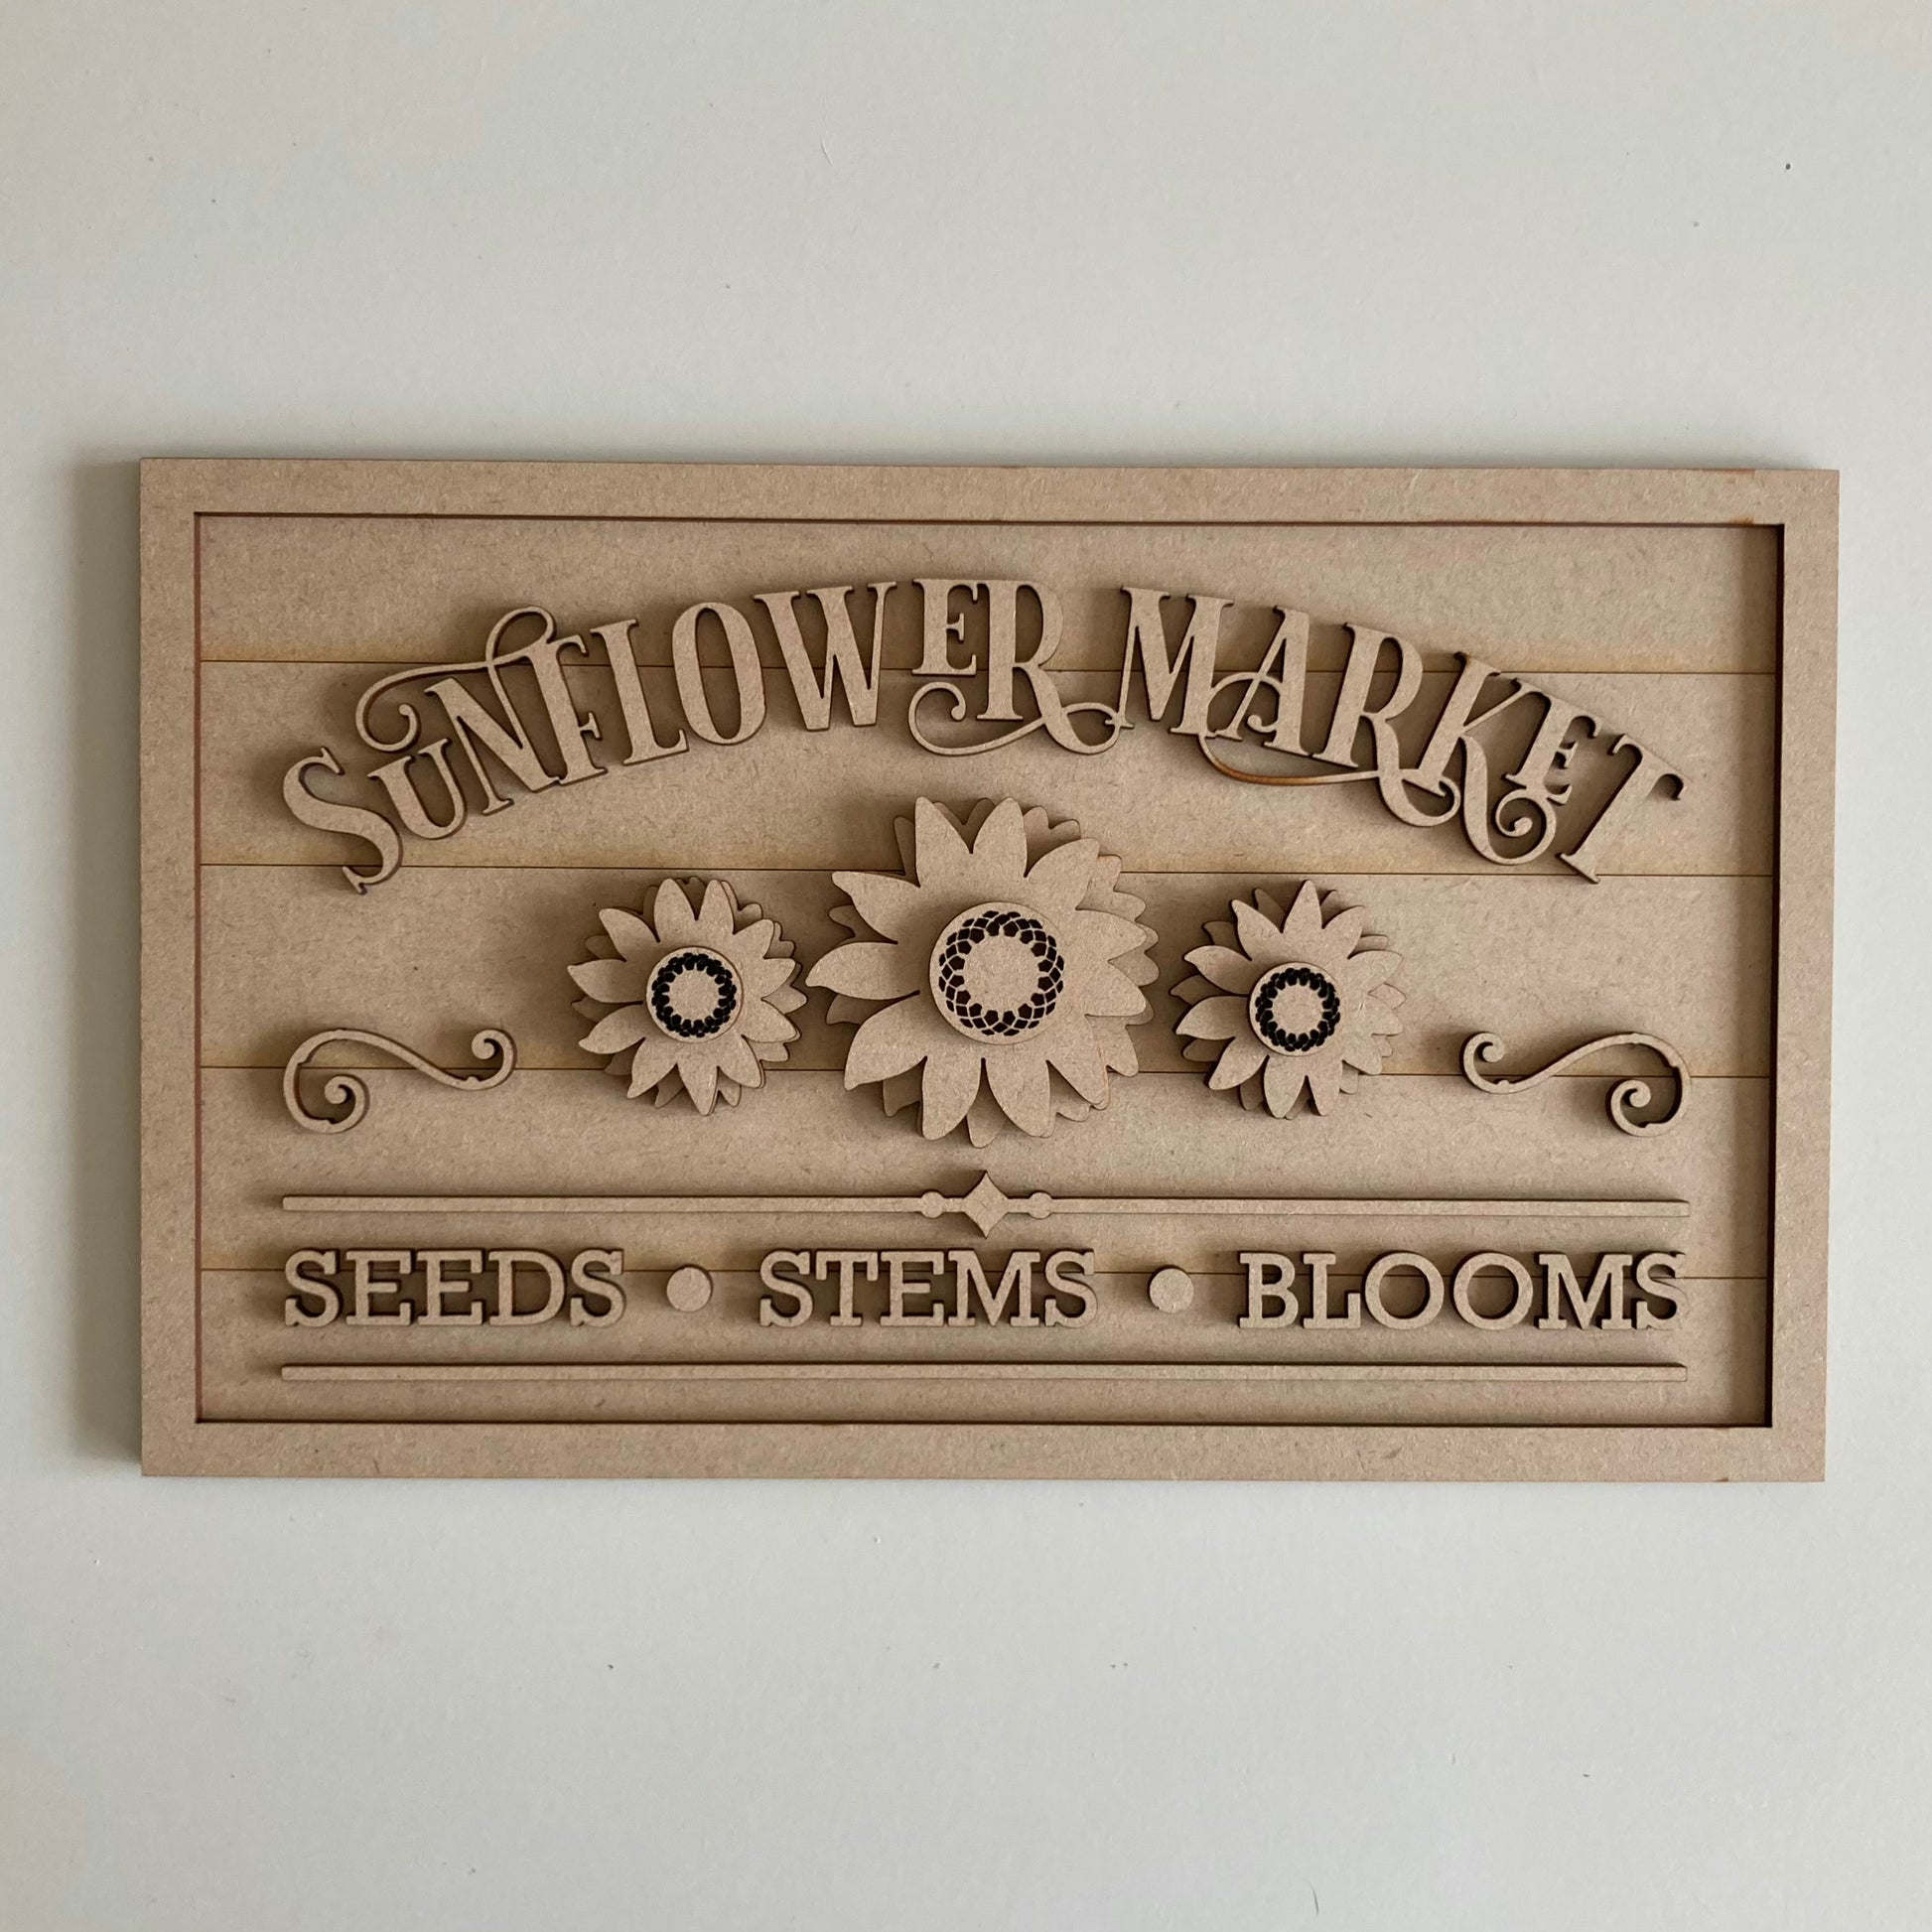 SUNFLOWER MARKET
SEEDS • STEMS • BLOOMS